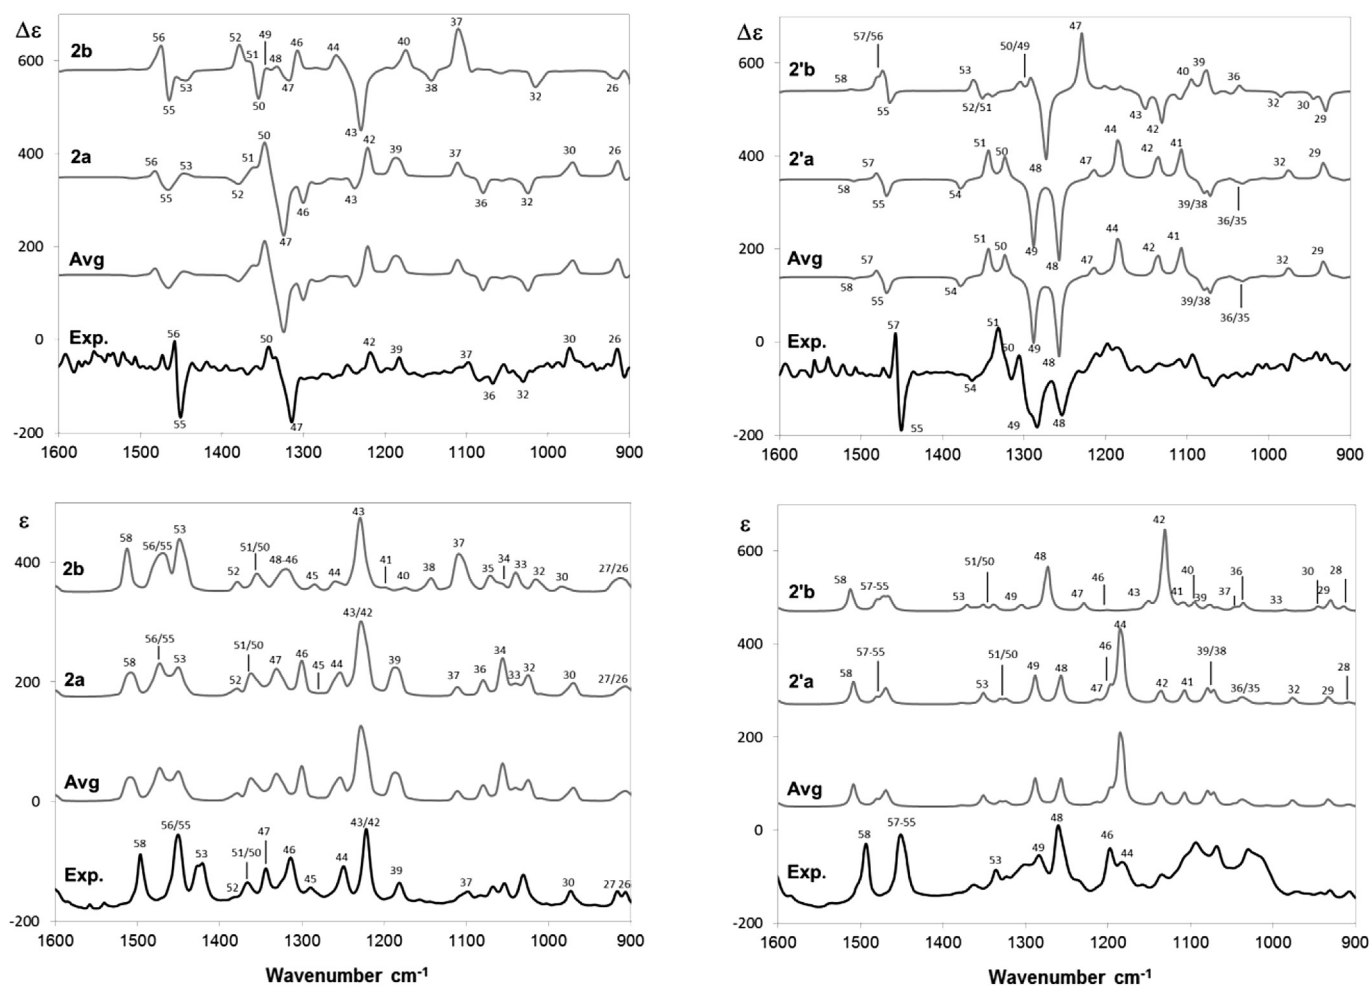 Δε
600
400
200
0
-200
2b
56 55 53 52 51 50 49 48 47 46 44 43 40 38 37 32 26
2a
56 55 53 52 51 50 47 46 43 42 39 37 36 32 30 26
Avg
Exp.
56 55 50 47 42 39 37 36 32 30 26
1600 1500 1400 1300 1200 1100 1000 900
Δε
600
400
200
0
-200
2'b
58 57/56 55 53 52/51 50/49 48 47 43 42 40 39 36 32 30 29
2'a
58 57 55 54 51 50 49 48 47 44 42 41 39/38 36/35 32 29
Avg
58 57 55 54 51 50 49 48 47 44 42 41 39/38 36/35 32 29
Exp.
57 55 54 51 50 49 48
1600 1500 1400 1300 1200 1100 1000 900
ε
400
200
0
-200
2b
58 56/55 53 52 51/50 48-46 45 44 43 41 40 38 37 35 34 33 32 30 27/26
2a
58 56/55 53 52 51/50 47 46 45 44 43/42 39 37 36 34 33 32 30 27/26
Avg
Exp.
58 56/55 53 52 51/50 47 46 45 44 43/42 39 37 30 27 26
1600 1500 1400 1300 1200 1100 1000 900
Wavenumber cm-1
ε
600
400
200
0
-200
2'b
58 57-55 53 51/50 49 48 47 46 43 42 41 40 39 37 36 33 30 29 28
2'a
58 57-55 53 51/50 49 48 47 46 44 42 41 39/38 36/35 32 29 28
Avg
Exp.
58 57-55 53 49 48 46 44
1600 1500 1400 1300 1200 1100 1000 900
Wavenumber cm-1